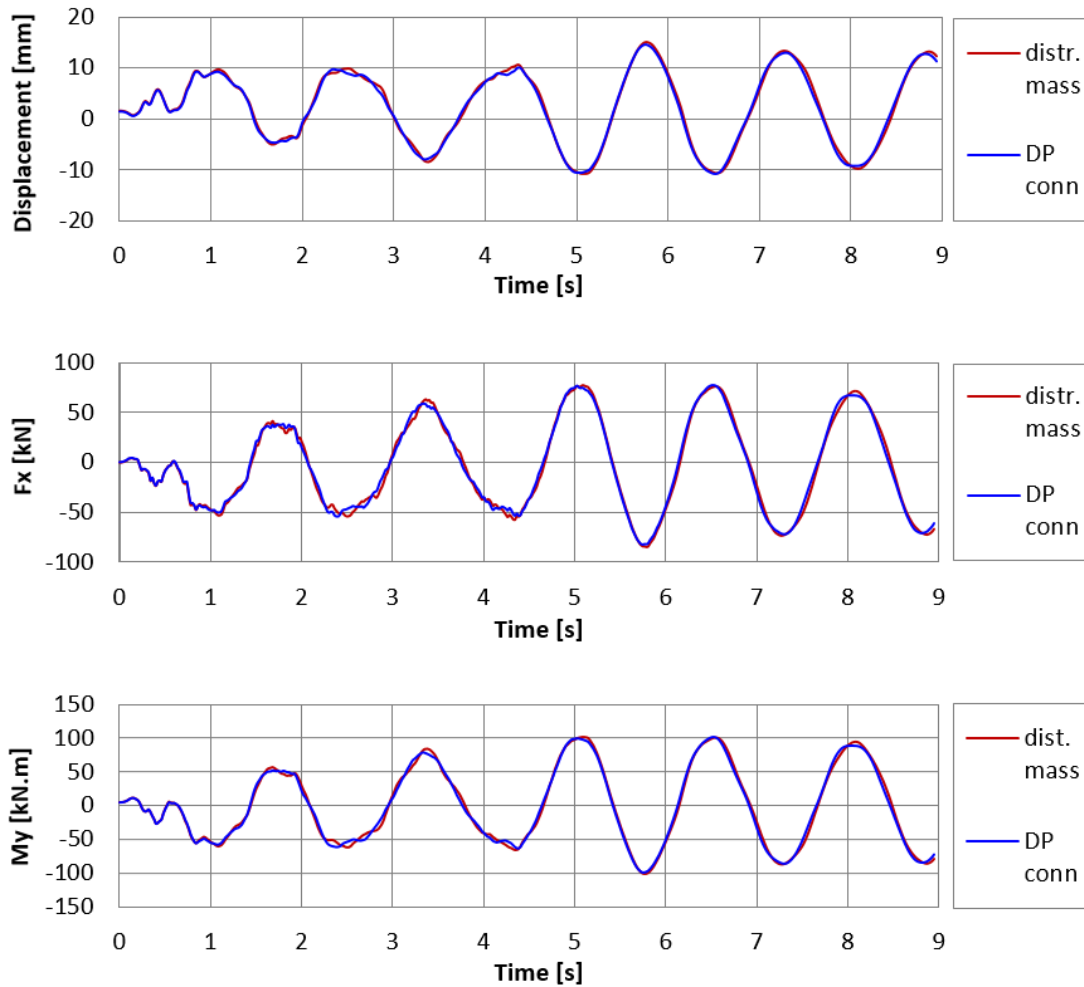 Displacement [mm]
20
10
0
-10
-20
0 1 2 3 4 5 6 7 8 9
Time [s]
distr.
mass
DP
conn
Fx [kN]
100
50
0
-50
-100
0 1 2 3 4 5 6 7 8 9
Time [s]
distr.
mass
DP
conn
My [kN.m]
150
100
50
0
-50
-100
-150
0 1 2 3 4 5 6 7 8 9
Time [s]
dist.
mass
DP
conn